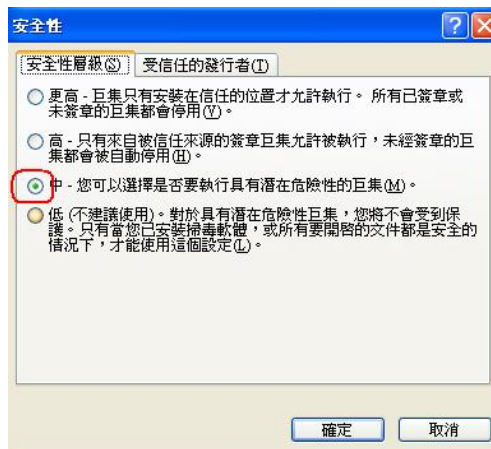 安全性
安全性層級(S)
受信任的發行者(T)
更高 - 巨集只有安裝在信任的位置才允許執行。 所有已簽章或
未簽章的巨集都會停用(V)。
高 - 只有來自被信任來源的簽章巨集允許被執行，未經簽章的巨
集都會被自動停用(H)。
中 - 您可以選擇是否要執行具有潛在危險性的巨集(M)。
低 (不建議使用)。對於具有潛在危險性巨集，您將不會受到保
護。只有當您已安裝掃毒軟體，或所有要開啓的文件都是安全的
情況下，才能使用這個設定(L)。
確定
取消